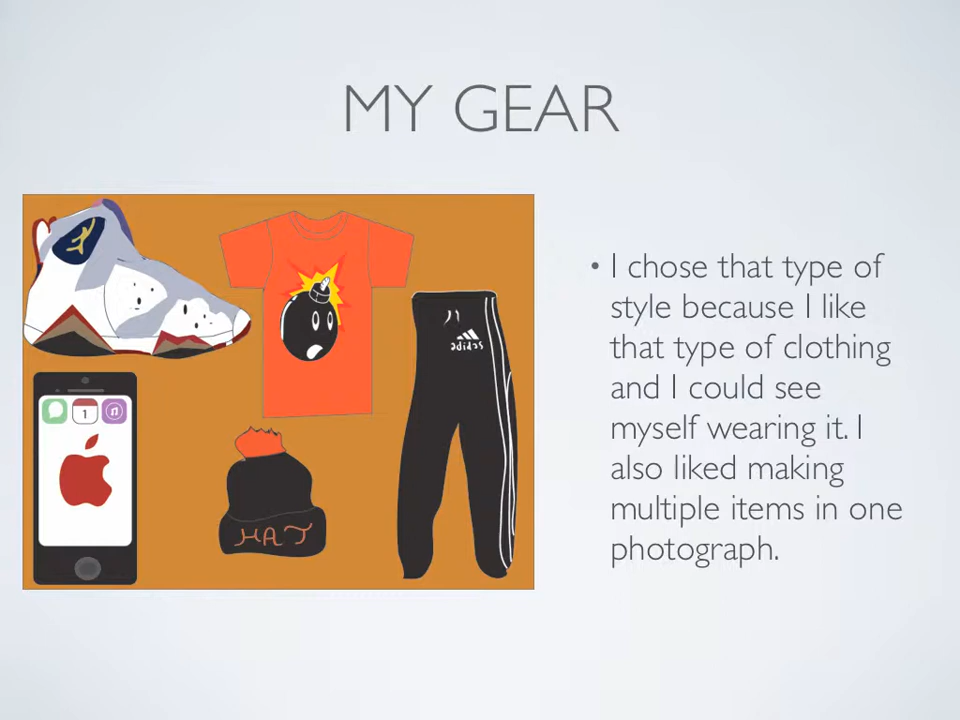 MY GEAR
1
adidas
HAT
• I chose that type of
style because I like
that type of clothing
and I could see
myself wearing it. I
also liked making
multiple items in one
photograph.